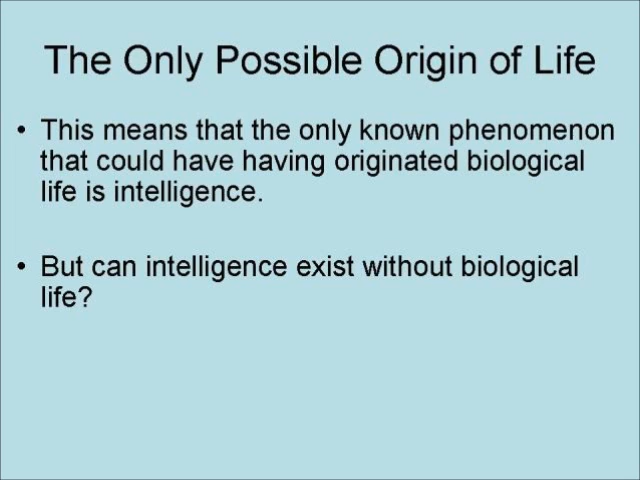 The Only Possible Origin of Life
• This means that the only known phenomenon
that could have having originated biological
life is intelligence.
• But can intelligence exist without biological
life?